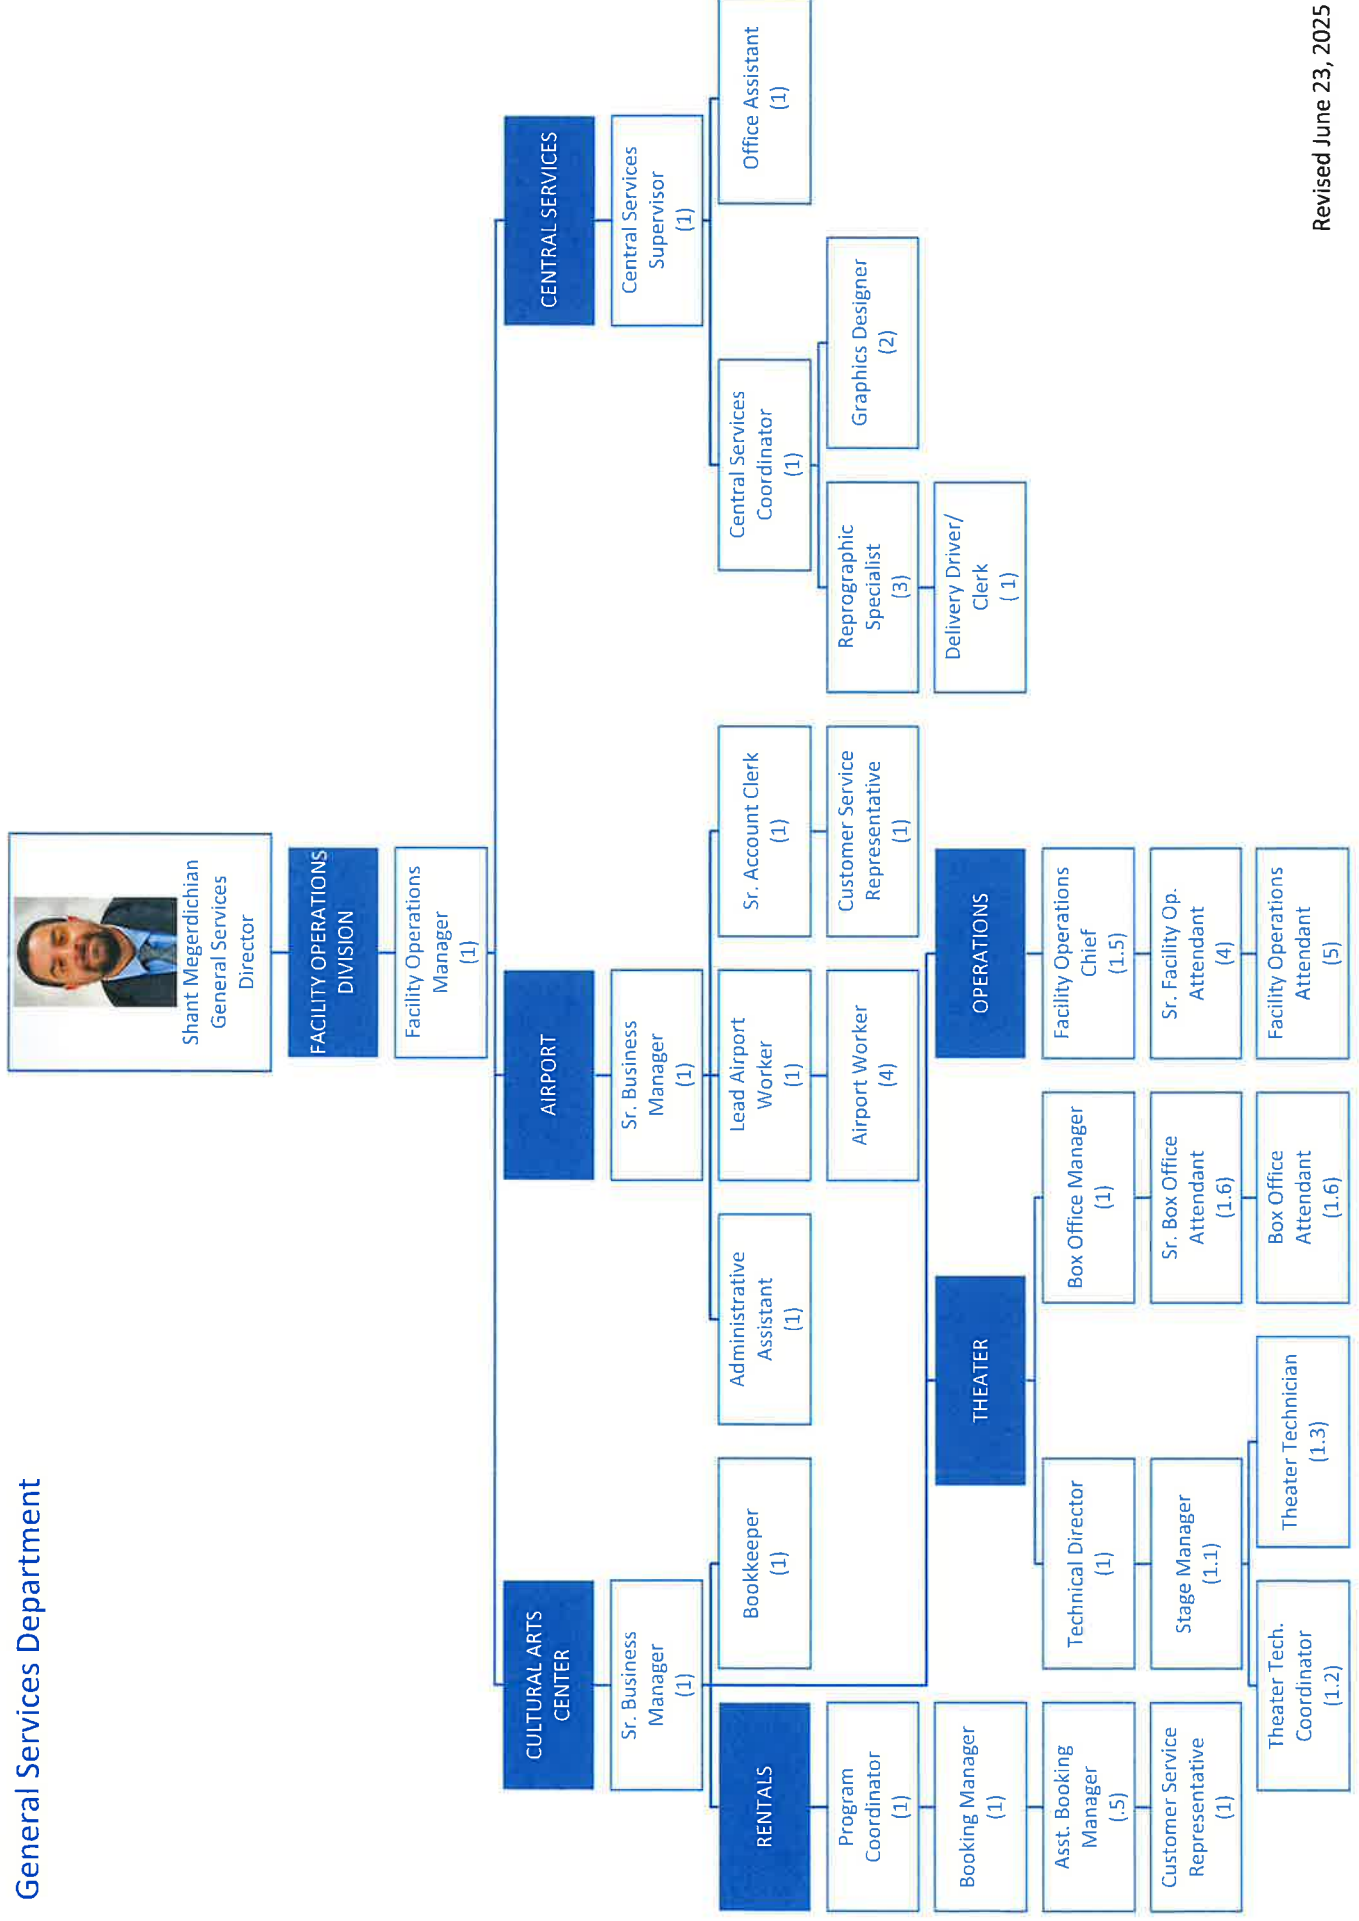 General Services Department
Shant Megerdichian
General Services
Director
FACILITY OPERATIONS
DIVISION
Facility Operations
Manager
(1)
CULTURAL ARTS
CENTER
Sr. Business
Manager
(1)
RENTALS
Program
Coordinator
(1)
Booking Manager
(1)
Asst. Booking
Manager
(.5)
Customer Service
Representative
(1)
Bookkeeper
(1)
THEATER
Technical Director
(1)
Stage Manager
(1.1)
Theater Tech.
Coordinator
(1.2)
Theater Technician
(1.3)
Box Office Manager
(1)
Sr. Box Office
Attendant
(1.6)
Box Office
Attendant
(1.6)
OPERATIONS
Facility Operations
Chief
(1.5)
Sr. Facility Op.
Attendant
(4)
Facility Operations
Attendant
(5)
AIRPORT
Sr. Business
Manager
(1)
Administrative
Assistant
(1)
Lead Airport
Worker
(1)
Airport Worker
(4)
Sr. Account Clerk
(1)
Customer Service
Representative
(1)
CENTRAL SERVICES
Central Services
Supervisor
(1)
Central Services
Coordinator
(1)
Reprographic
Specialist
(3)
Delivery Driver/
Clerk
( 1)
Graphics Designer
(2)
Office Assistant
(1)
Revised June 23, 2025